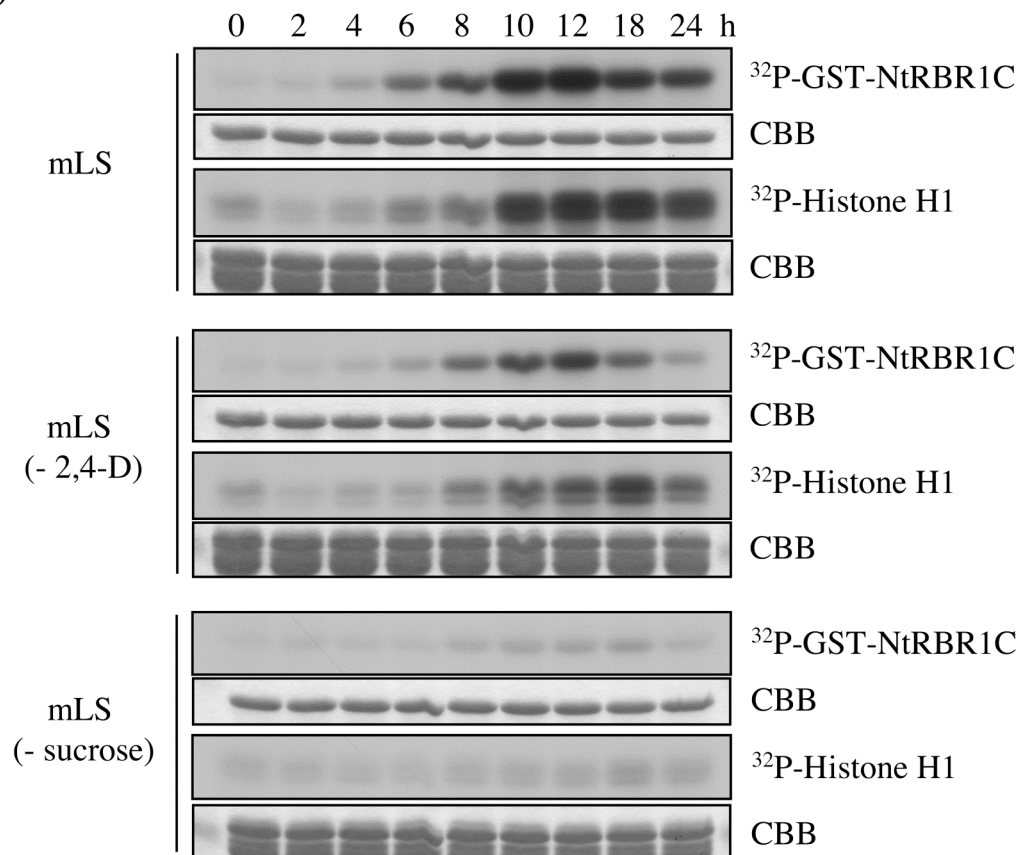 0 2 4 6 8 10 12 18 24 h
mLS
³²P-GST-NtRBR1C
CBB
³²P-Histone H1
CBB
mLS
(- 2,4-D)
³²P-GST-NtRBR1C
CBB
³²P-Histone H1
CBB
mLS
(- sucrose)
³²P-GST-NtRBR1C
CBB
³²P-Histone H1
CBB